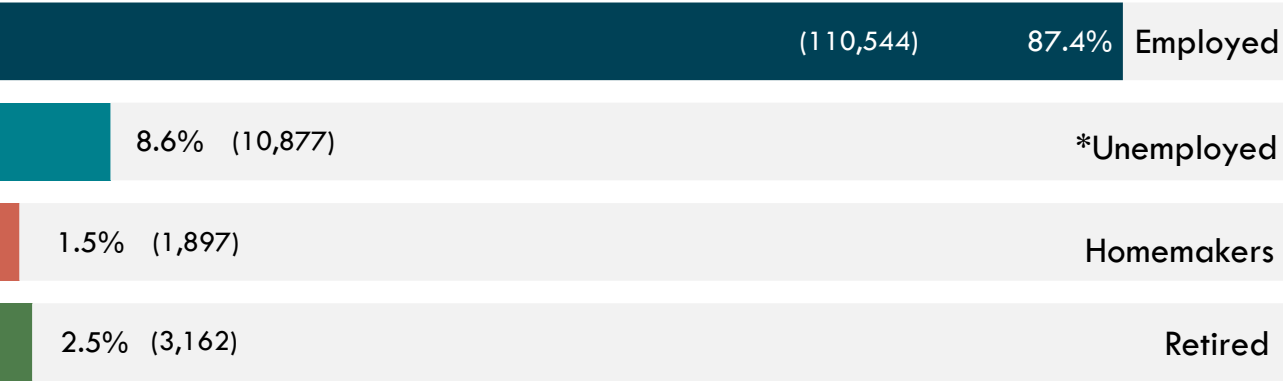 (110,544) 87.4% Employed
8.6% (10,877) *Unemployed
1.5% (1,897) Homemakers
2.5% (3,162) Retired